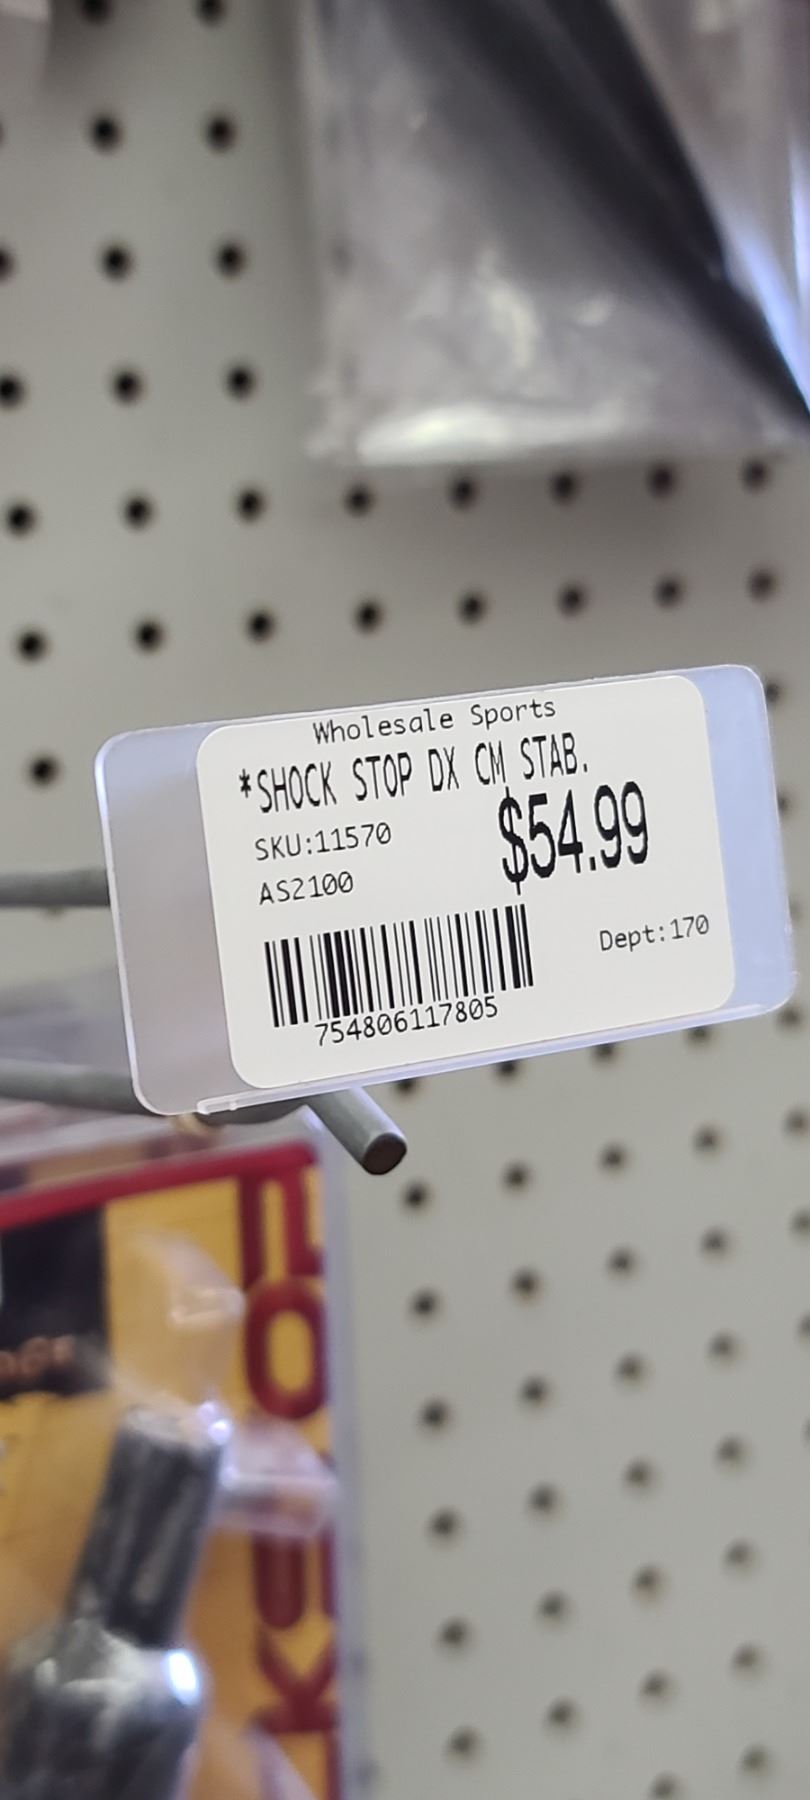 Wholesale Sports
*SHOCK STOP DX CM STAB.
$54.99
SKU:11570
AS2100
Dept:170
754806117805